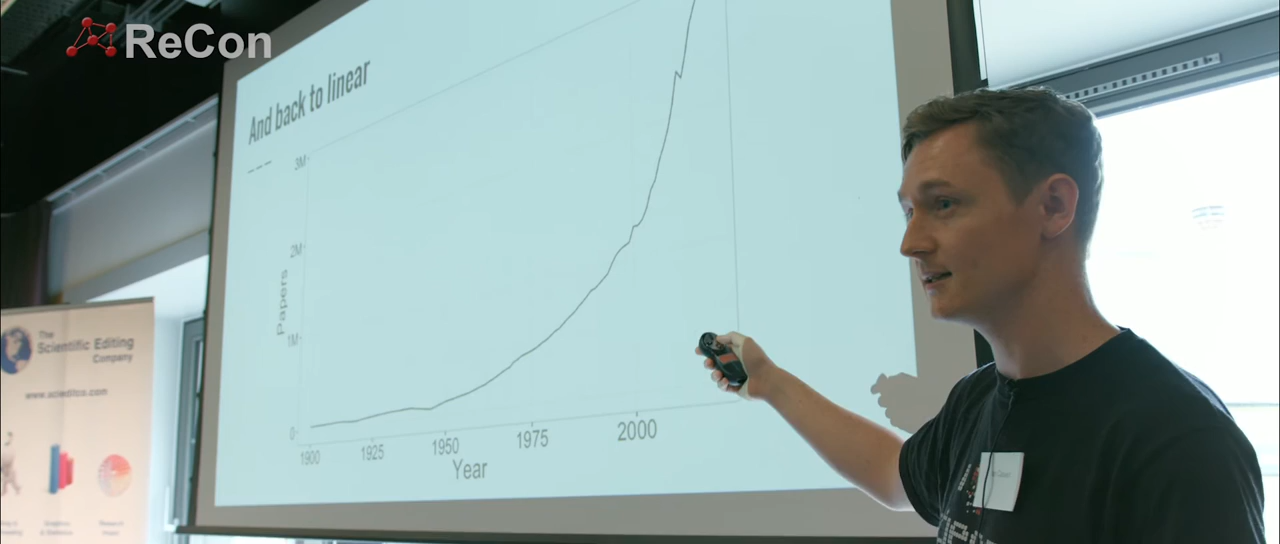 ReCon
And back to linear
3M
2M
1M
0
Papers
1900
1925
1950
1975
2000
Year
The
Scientific Editing
Company
www.scieditco.com